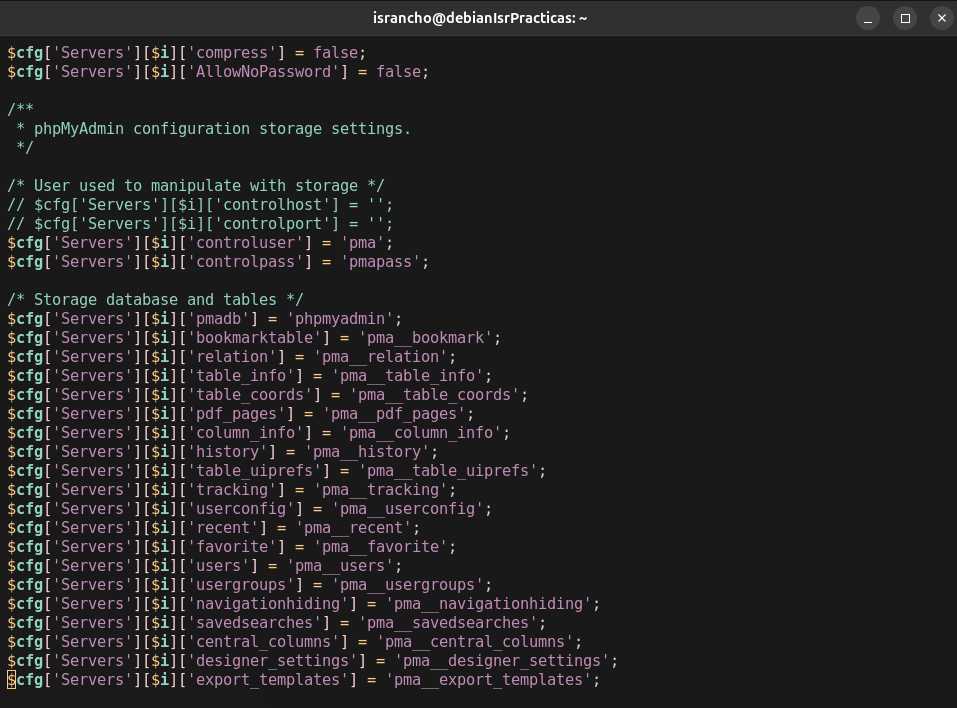 israncho@debianIsrPracticas: ~
$cfg['Servers'][$i]['compress'] = false;
$cfg['Servers'][$i]['AllowNoPassword'] = false;
/**
 * phpMyAdmin configuration storage settings.
 */
/* User used to manipulate with storage */
// $cfg['Servers'][$i]['controlhost'] = '';
// $cfg['Servers'][$i]['controlport'] = '';
$cfg['Servers'][$i]['controluser'] = 'pma';
$cfg['Servers'][$i]['controlpass'] = 'pmapass';
/* Storage database and tables */
$cfg['Servers'][$i]['pmadb'] = 'phpmyadmin';
$cfg['Servers'][$i]['bookmarktable'] = 'pma__bookmark';
$cfg['Servers'][$i]['relation'] = 'pma__relation';
$cfg['Servers'][$i]['table_info'] = 'pma__table_info';
$cfg['Servers'][$i]['table_coords'] = 'pma__table_coords';
$cfg['Servers'][$i]['pdf_pages'] = 'pma__pdf_pages';
$cfg['Servers'][$i]['column_info'] = 'pma__column_info';
$cfg['Servers'][$i]['history'] = 'pma__history';
$cfg['Servers'][$i]['table_uiprefs'] = 'pma__table_uiprefs';
$cfg['Servers'][$i]['tracking'] = 'pma__tracking';
$cfg['Servers'][$i]['userconfig'] = 'pma__userconfig';
$cfg['Servers'][$i]['recent'] = 'pma__recent';
$cfg['Servers'][$i]['favorite'] = 'pma__favorite';
$cfg['Servers'][$i]['users'] = 'pma__users';
$cfg['Servers'][$i]['usergroups'] = 'pma__usergroups';
$cfg['Servers'][$i]['navigationhiding'] = 'pma__navigationhiding';
$cfg['Servers'][$i]['savedsearches'] = 'pma__savedsearches';
$cfg['Servers'][$i]['central_columns'] = 'pma__central_columns';
$cfg['Servers'][$i]['designer_settings'] = 'pma__designer_settings';
$cfg['Servers'][$i]['export_templates'] = 'pma__export_templates';